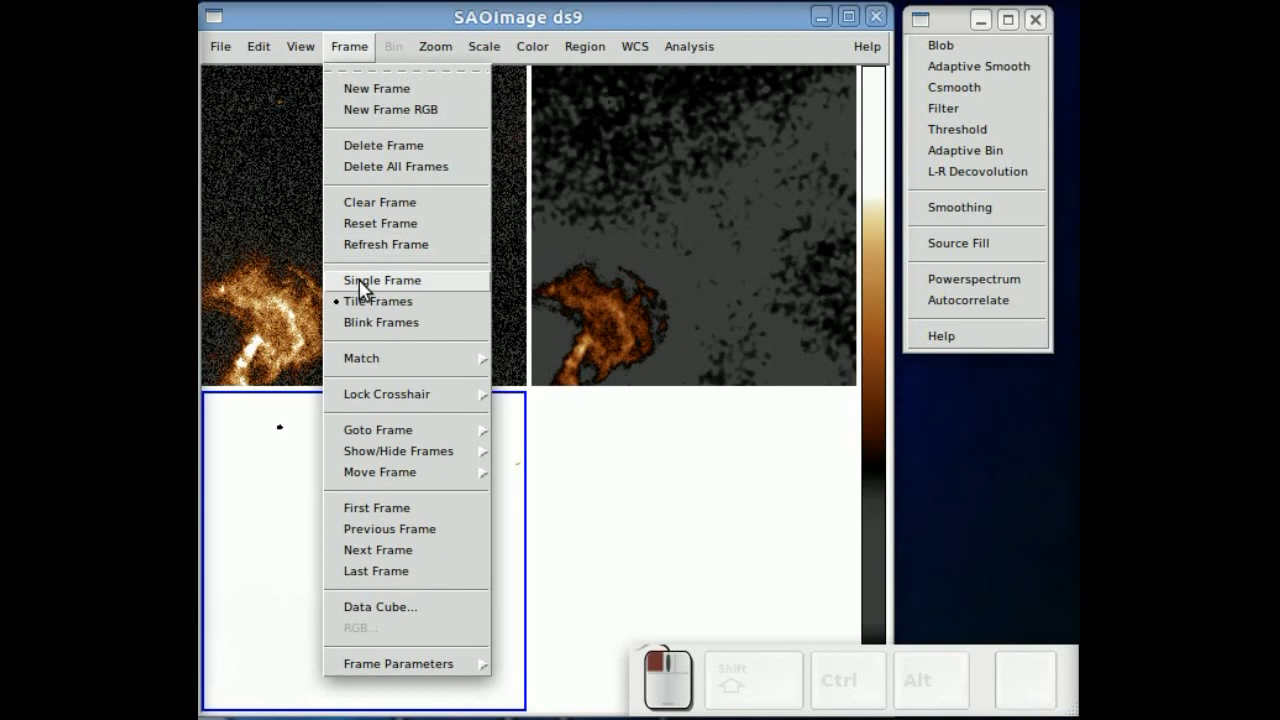 SAOImage ds9
File Edit View Frame Bin Zoom Scale Color Region WCS Analysis Help
New Frame
New Frame RGB
Delete Frame
Delete All Frames
Clear Frame
Reset Frame
Refresh Frame
Single Frame
Tile Frames
Blink Frames
Match
Lock Crosshair
Goto Frame
Show/Hide Frames
Move Frame
First Frame
Previous Frame
Next Frame
Last Frame
Data Cube...
RGB...
Frame Parameters
Blob
Adaptive Smooth
Csmooth
Filter
Threshold
Adaptive Bin
L-R Decovolution
Smoothing
Source Fill
Powerspectrum
Autocorrelate
Help
Shift
Ctrl
Alt